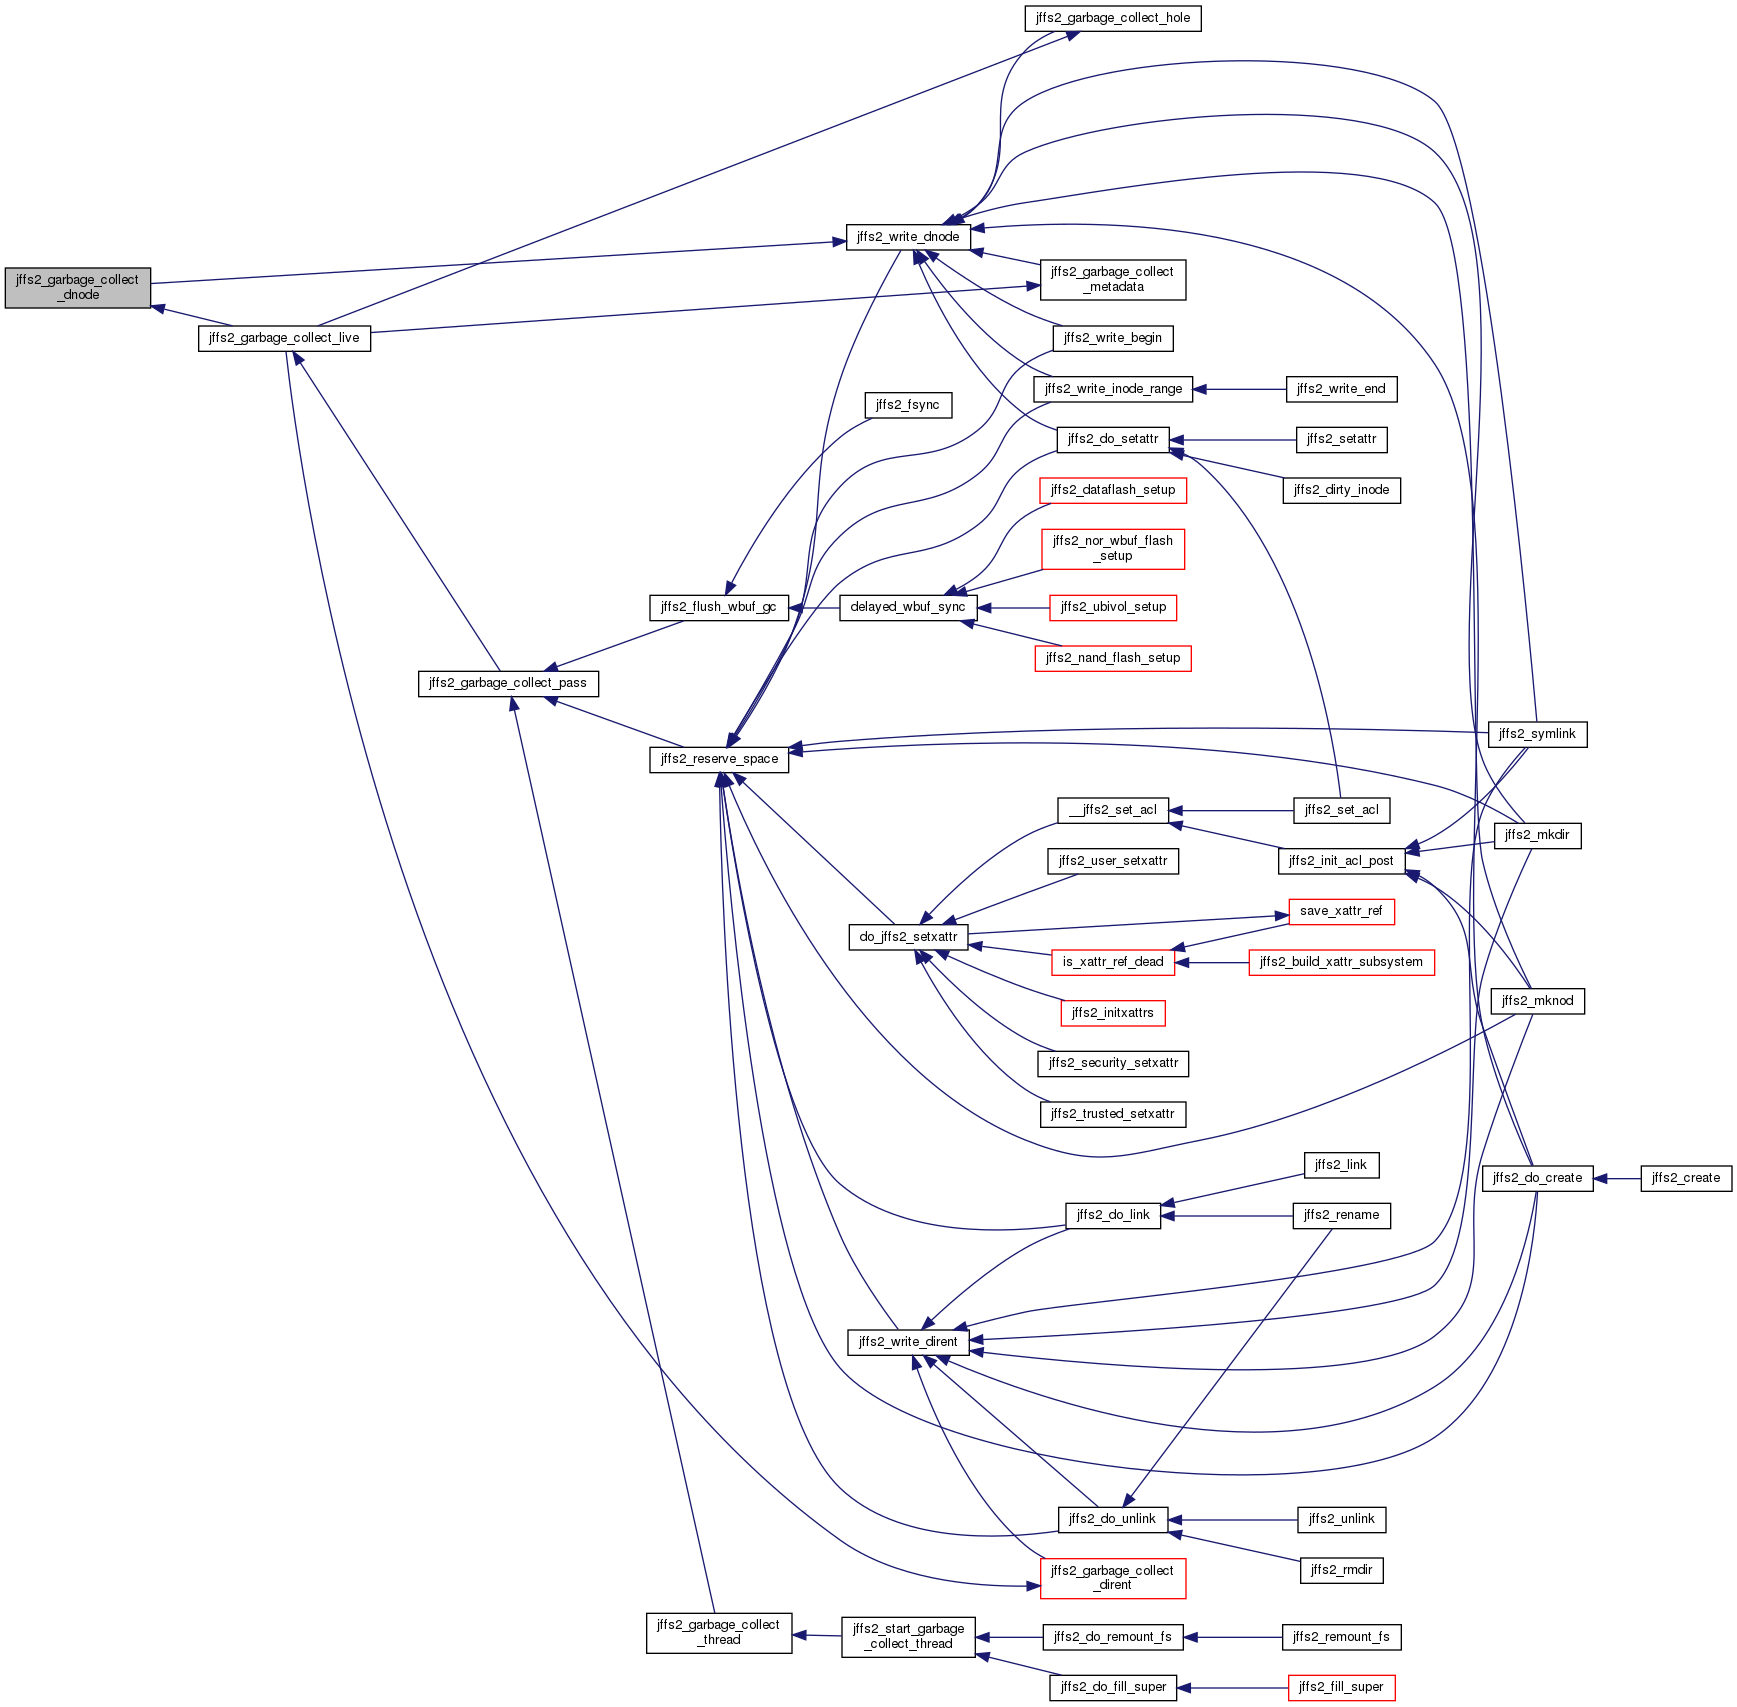 jffs2_garbage_collect_hole
jffs2_write_dnode
jffs2_garbage_collect
_dnode
jffs2_garbage_collect
_metadata
jffs2_garbage_collect_live
jffs2_write_begin
jffs2_write_inode_range
jffs2_write_end
jffs2_fsync
jffs2_do_setattr
jffs2_setattr
jffs2_dataflash_setup
jffs2_dirty_inode
jffs2_nor_wbuf_flash
_setup
jffs2_flush_wbuf_gc
delayed_wbuf_sync
jffs2_ubivol_setup
jffs2_nand_flash_setup
jffs2_garbage_collect_pass
jffs2_symlink
jffs2_reserve_space
__jffs2_set_acl
jffs2_set_acl
jffs2_mkdir
jffs2_user_setxattr
jffs2_init_acl_post
save_xattr_ref
do_jffs2_setxattr
is_xattr_ref_dead
jffs2_build_xattr_subsystem
jffs2_mknod
jffs2_initxattrs
jffs2_security_setxattr
jffs2_trusted_setxattr
jffs2_link
jffs2_do_create
jffs2_create
jffs2_do_link
jffs2_rename
jffs2_write_dirent
jffs2_do_unlink
jffs2_unlink
jffs2_rmdir
jffs2_garbage_collect
_dirent
jffs2_garbage_collect
_thread
jffs2_start_garbage
_collect_thread
jffs2_do_remount_fs
jffs2_remount_fs
jffs2_do_fill_super
jffs2_fill_super